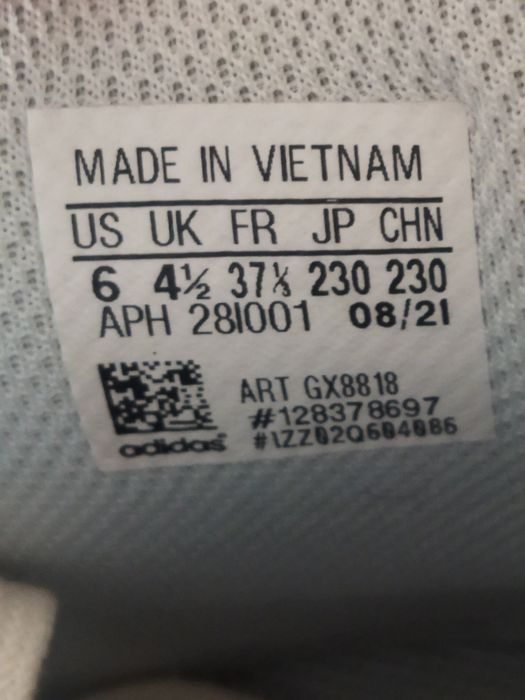 MADE IN VIETNAM
US UK FR JP CHN
6 4½ 37⅓ 230 230
APH 28I001 08/21
ART GX8818
#128378697
#1ZZ02Q604086
adidas